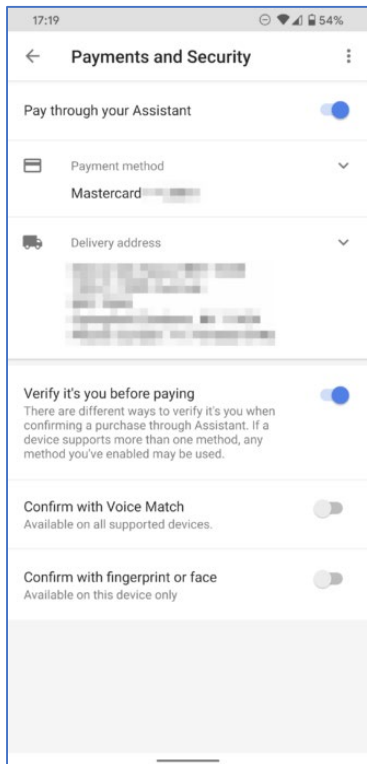 17:19 54%
Payments and Security
Pay through your Assistant
Payment method
Mastercard
Delivery address
Verify it's you before paying
There are different ways to verify it's you when
confirming a purchase through Assistant. If a
device supports more than one method, any
method you've enabled may be used.
Confirm with Voice Match
Available on all supported devices.
Confirm with fingerprint or face
Available on this device only